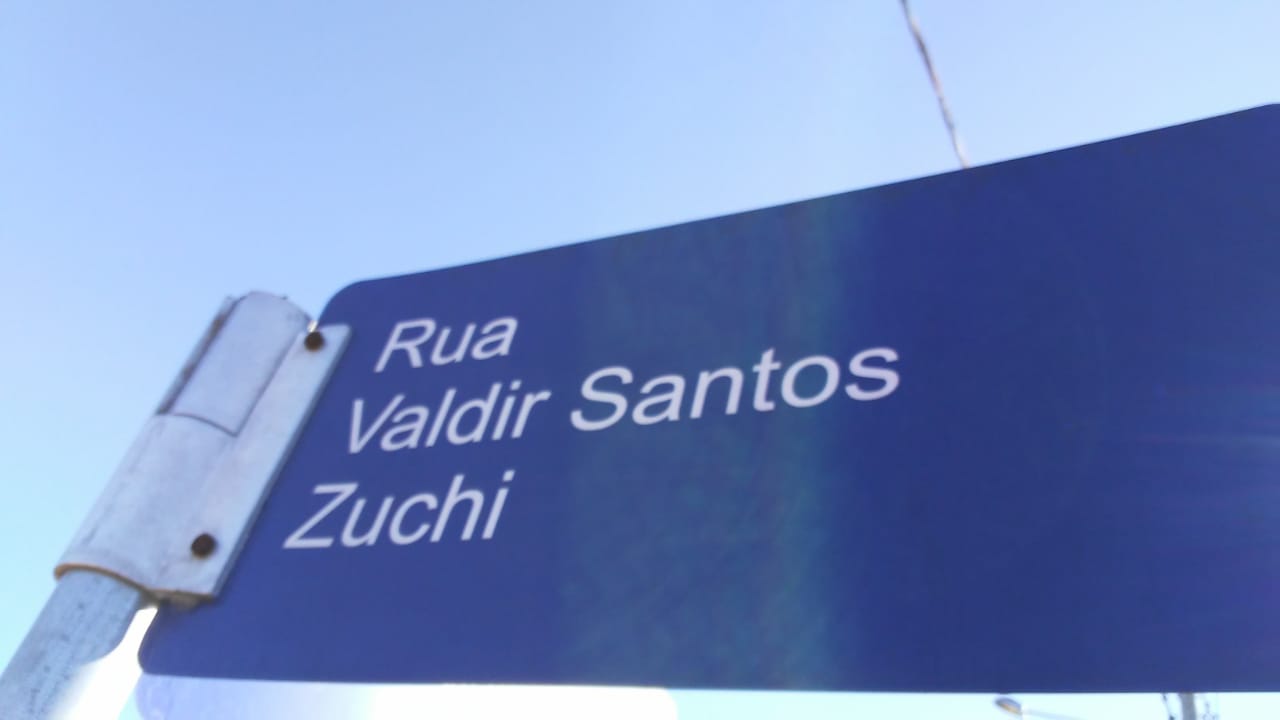 Rua
Valdir Santos
Zuchi